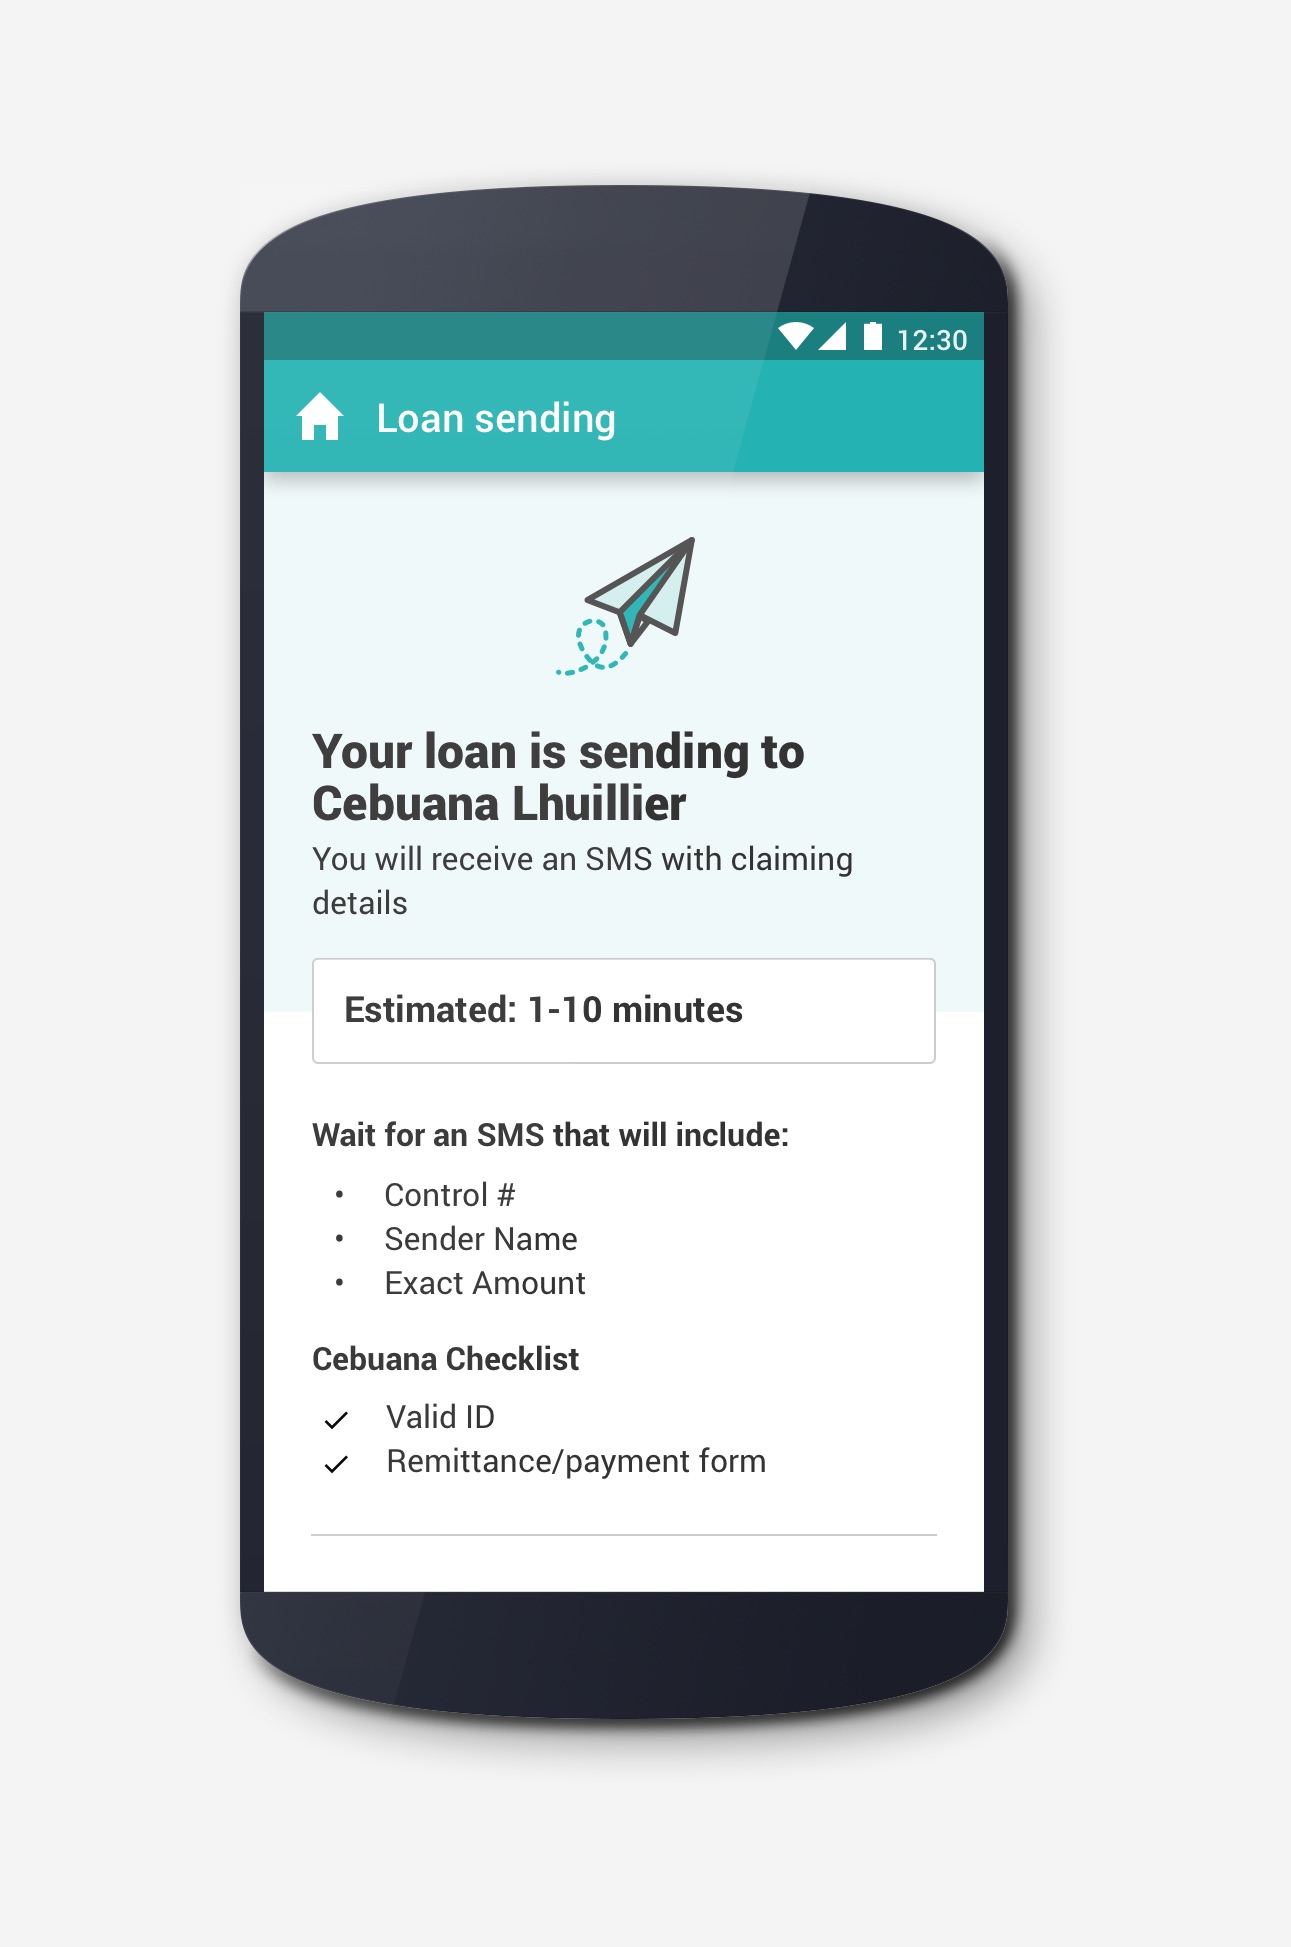 12:30
Loan sending
Your loan is sending to
Cebuana Lhuillier
You will receive an SMS with claiming
details
Estimated: 1-10 minutes
Wait for an SMS that will include:
• Control #
• Sender Name
• Exact Amount
Cebuana Checklist
✓ Valid ID
✓ Remittance/payment form